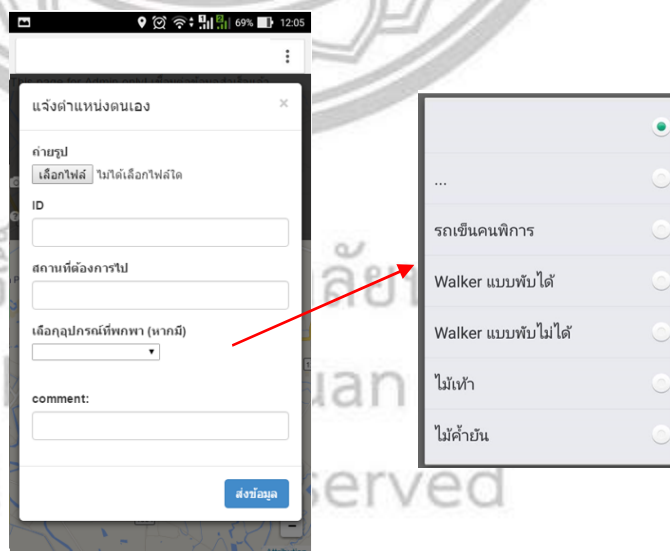 69% 12:05
แจ้งตำแหน่งตนเอง ×
ถ่ายรูป
เลือกไฟล์ ไม่ได้เลือกไฟล์ใด
ID
สถานที่ต้องการไป
เลือกอุปกรณ์ที่พกพา (หากมี)
comment:
ส่งข้อมูล
...
รถเข็นคนพิการ
Walker แบบพับได้
Walker แบบพับไม่ได้
ไม้เท้า
ไม้ค้ำยัน